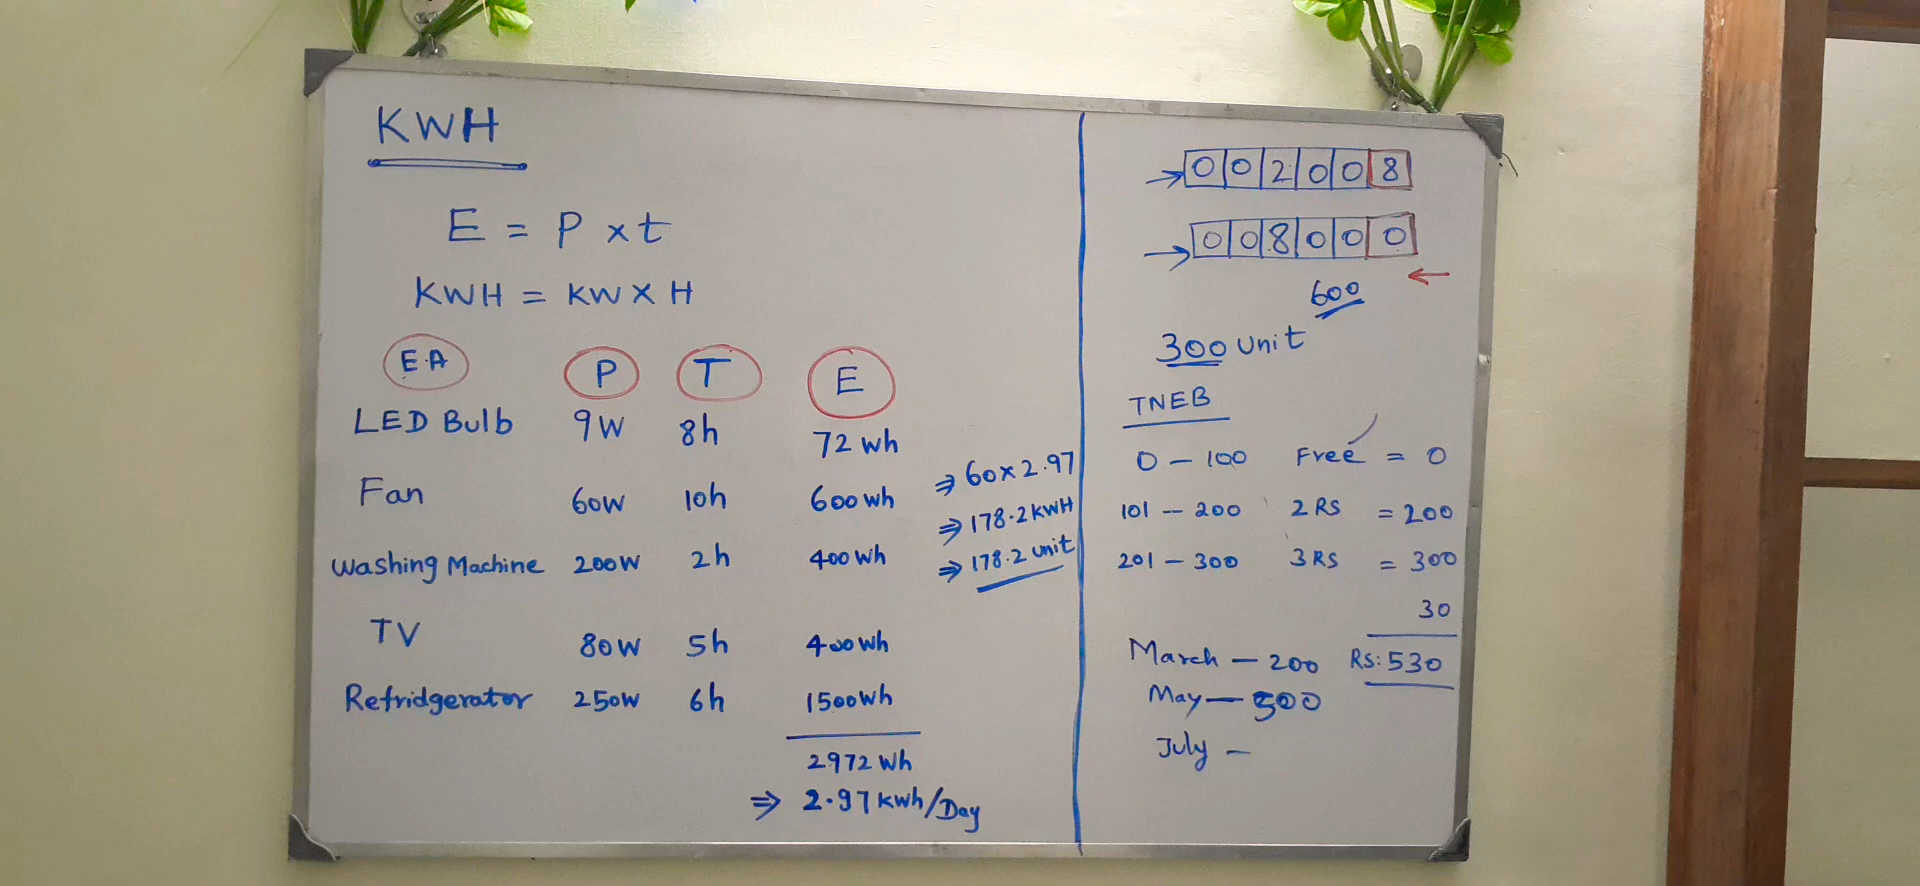 KWH
E = P x t
KWH = KW X H
E.A P T E
LED Bulb 9W 8h 72 wh
Fan 60W 10h 600 wh
Washing Machine 200W 2h 400 Wh
TV 80W 5h 400 Wh
Refridgerator 250W 6h 1500 Wh
2972 Wh
⇒ 2.97 kwh/Day
⇒ 60 x 2.97
⇒ 178.2 KWH
⇒ 178.2 unit
→ 0 0 2 0 0 8
→ 0 0 8 0 0 0
←
600
300 unit
TNEB
0 - 100 Free = 0
101 -- 200 2 RS = 200
201 - 300 3 RS = 300
30
RS: 530
March - 200
May - 500
July -